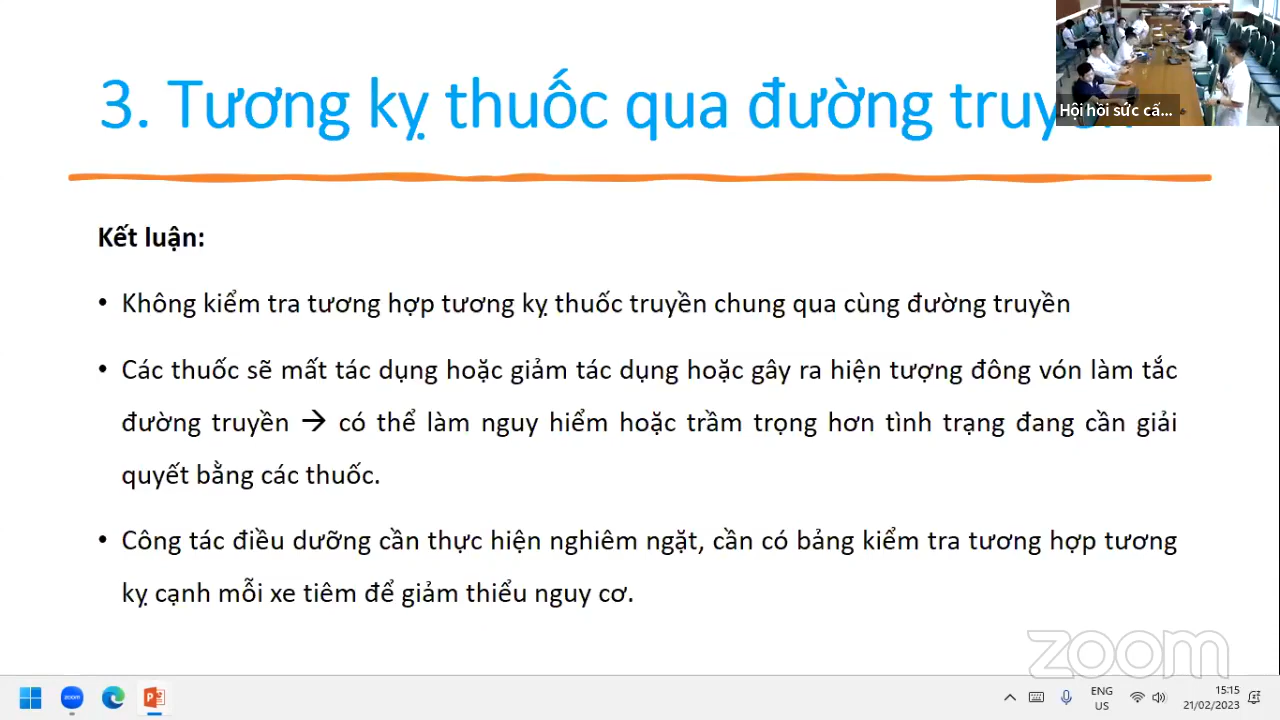 3. Tương kỵ thuốc qua đường truyền
Hội hồi sức cấ...
Kết luận:
• Không kiểm tra tương hợp tương kỵ thuốc truyền chung qua cùng đường truyền
• Các thuốc sẽ mất tác dụng hoặc giảm tác dụng hoặc gây ra hiện tượng đông vón làm tắc
đường truyền → có thể làm nguy hiểm hoặc trầm trọng hơn tình trạng đang cần giải
quyết bằng các thuốc.
• Công tác điều dưỡng cần thực hiện nghiêm ngặt, cần có bảng kiểm tra tương hợp tương
kỵ cạnh mỗi xe tiêm để giảm thiểu nguy cơ.
zoom
zoom
ENG
US
15:15
21/02/2023